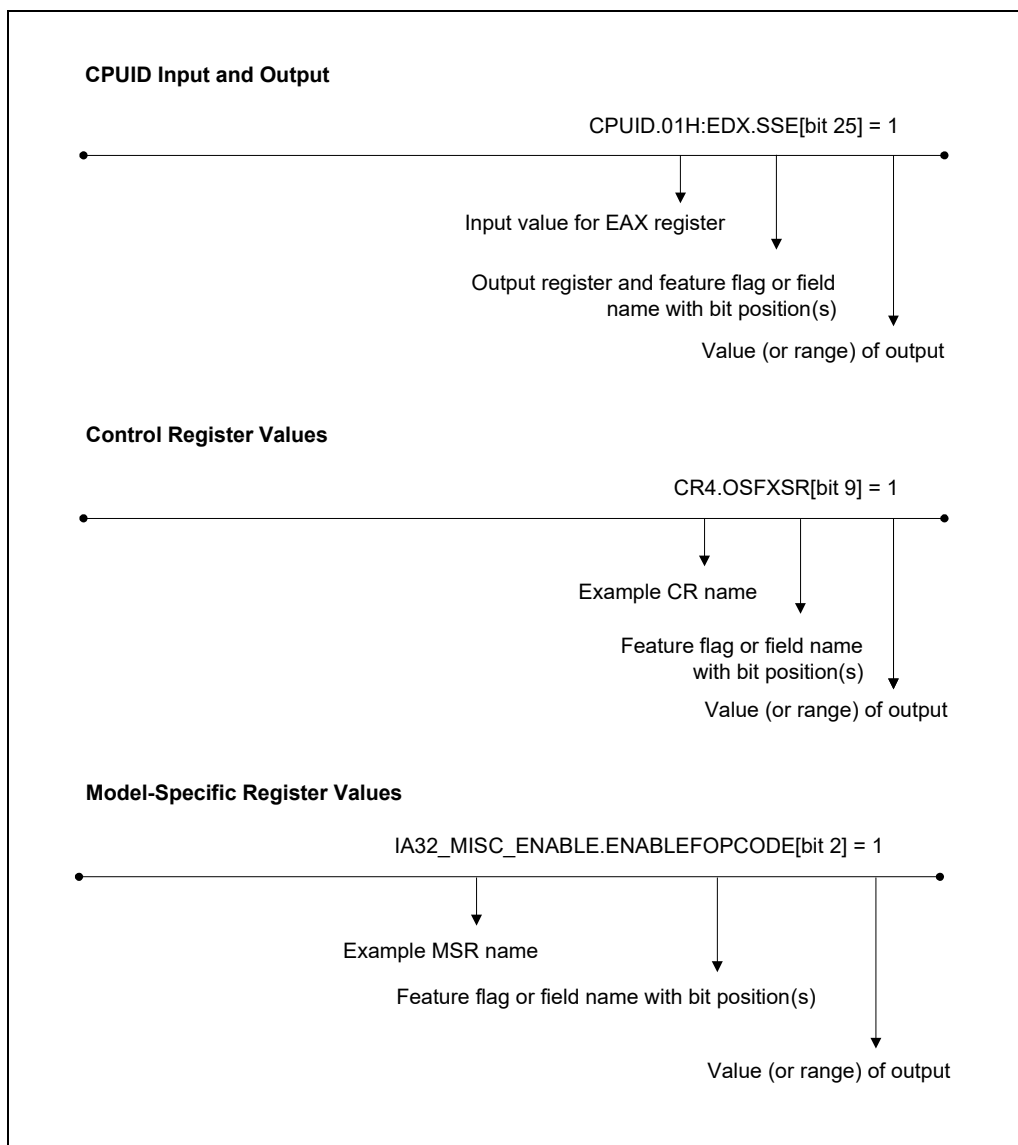 CPUID Input and Output
CPUID.01H:EDX.SSE[bit 25] = 1
Input value for EAX register
Output register and feature flag or field
name with bit position(s)
Value (or range) of output
Control Register Values
CR4.OSFXSR[bit 9] = 1
Example CR name
Feature flag or field name
with bit position(s)
Value (or range) of output
Model-Specific Register Values
IA32_MISC_ENABLE.ENABLEFOPCODE[bit 2] = 1
Example MSR name
Feature flag or field name with bit position(s)
Value (or range) of output